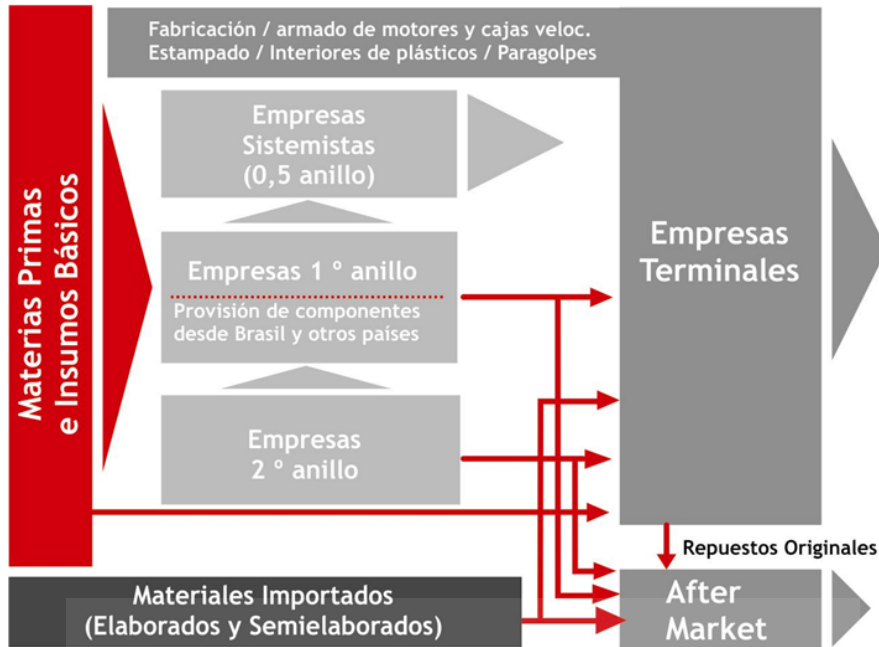 Fabricación / armado de motores y cajas veloc.
Estampado / Interiores de plásticos / Paragolpes
Materias Primas
e Insumos Básicos
Empresas
Sistemistas
(0,5 anillo)
Empresas 1 º anillo
Provisión de componentes
desde Brasil y otros países
Empresas
2 º anillo
Empresas
Terminales
Repuestos Originales
Materiales Importados
(Elaborados y Semielaborados)
After
Market